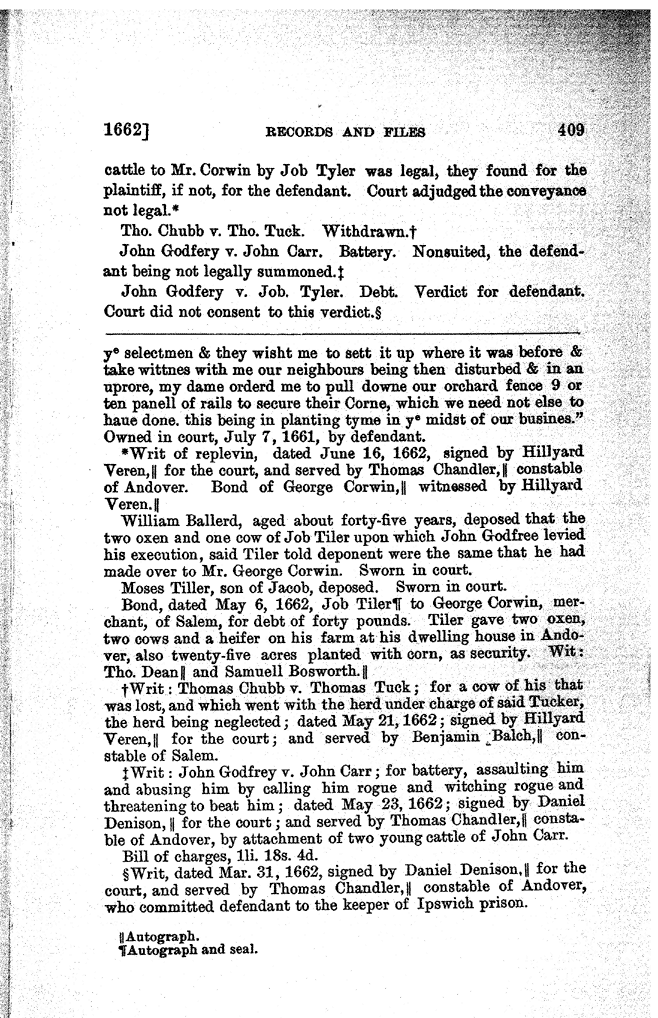 1662] RECORDS AND FILES 409
cattle to Mr. Corwin by Job Tyler was legal, they found for the
plaintiff, if not, for the defendant. Court adjudged the conveyance
not legal.*
Tho. Chubb v. Tho. Tuck. Withdrawn.†
John Godfery v. John Carr. Battery. Nonsuited, the defend-
ant being not legally summoned.‡
John Godfery v. Job. Tyler. Debt. Verdict for defendant.
Court did not consent to this verdict.§
yᵉ selectmen & they wisht me to sett it up where it was before &
take wittnes with me our neighbours being then disturbed & in an
uprore, my dame orderd me to pull downe our orchard fence 9 or
ten panell of rails to secure their Corne, which we need not else to
haue done. this being in planting tyme in yᵉ midst of our busines."
Owned in court, July 7, 1661, by defendant.
*Writ of replevin, dated June 16, 1662, signed by Hillyard
Veren,‖ for the court, and served by Thomas Chandler,‖ constable
of Andover. Bond of George Corwin,‖ witnessed by Hillyard
Veren.‖
William Ballerd, aged about forty-five years, deposed that the
two oxen and one cow of Job Tiler upon which John Godfree levied
his execution, said Tiler told deponent were the same that he had
made over to Mr. George Corwin. Sworn in court.
Moses Tiller, son of Jacob, deposed. Sworn in court.
Bond, dated May 6, 1662, Job Tiler¶ to George Corwin, mer-
chant, of Salem, for debt of forty pounds. Tiler gave two oxen,
two cows and a heifer on his farm at his dwelling house in Ando-
ver, also twenty-five acres planted with corn, as security. Wit:
Tho. Dean‖ and Samuell Bosworth.‖
†Writ: Thomas Chubb v. Thomas Tuck; for a cow of his that
was lost, and which went with the herd under charge of said Tucker,
the herd being neglected; dated May 21, 1662; signed by Hillyard
Veren,‖ for the court; and served by Benjamin Balch,‖ con-
stable of Salem.
‡Writ: John Godfrey v. John Carr; for battery, assaulting him
and abusing him by calling him rogue and witching rogue and
threatening to beat him; dated May 23, 1662; signed by Daniel
Denison,‖ for the court; and served by Thomas Chandler,‖ consta-
ble of Andover, by attachment of two young cattle of John Carr.
Bill of charges, 1li. 18s. 4d.
§Writ, dated Mar. 31, 1662, signed by Daniel Denison,‖ for the
court, and served by Thomas Chandler,‖ constable of Andover,
who committed defendant to the keeper of Ipswich prison.
‖Autograph.
¶Autograph and seal.